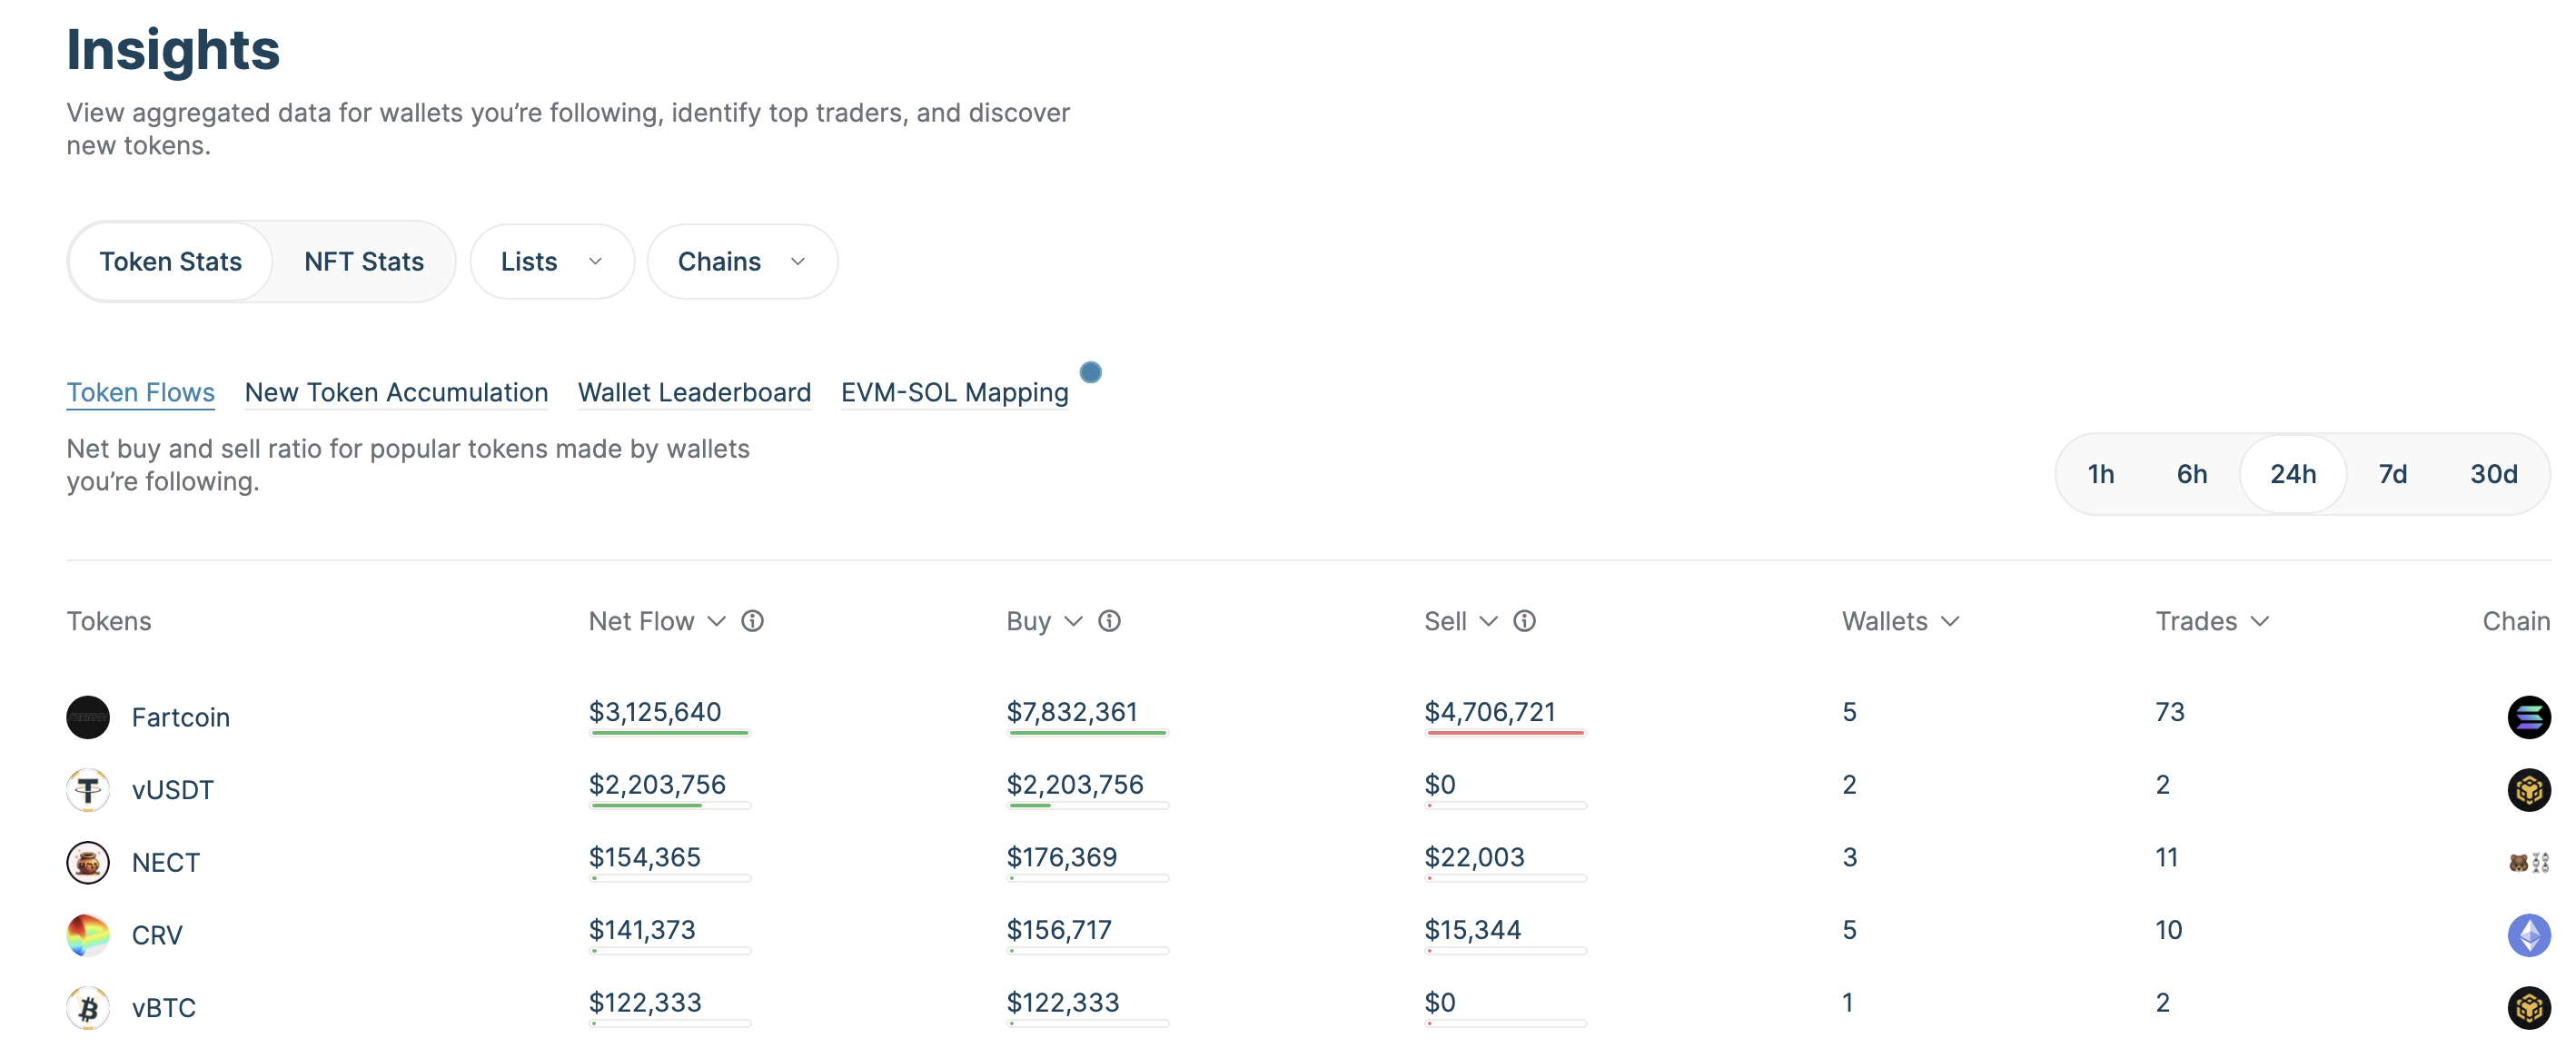 Insights
View aggregated data for wallets you’re following, identify top traders, and discover
new tokens.
Token Stats NFT Stats Lists Chains
Token Flows New Token Accumulation Wallet Leaderboard EVM-SOL Mapping
Net buy and sell ratio for popular tokens made by wallets
you’re following.
1h 6h 24h 7d 30d
Tokens Net Flow Buy Sell Wallets Trades Chain
Fartcoin $3,125,640 $7,832,361 $4,706,721 5 73
vUSDT $2,203,756 $2,203,756 $0 2 2
NECT $154,365 $176,369 $22,003 3 11
CRV $141,373 $156,717 $15,344 5 10
vBTC $122,333 $122,333 $0 1 2